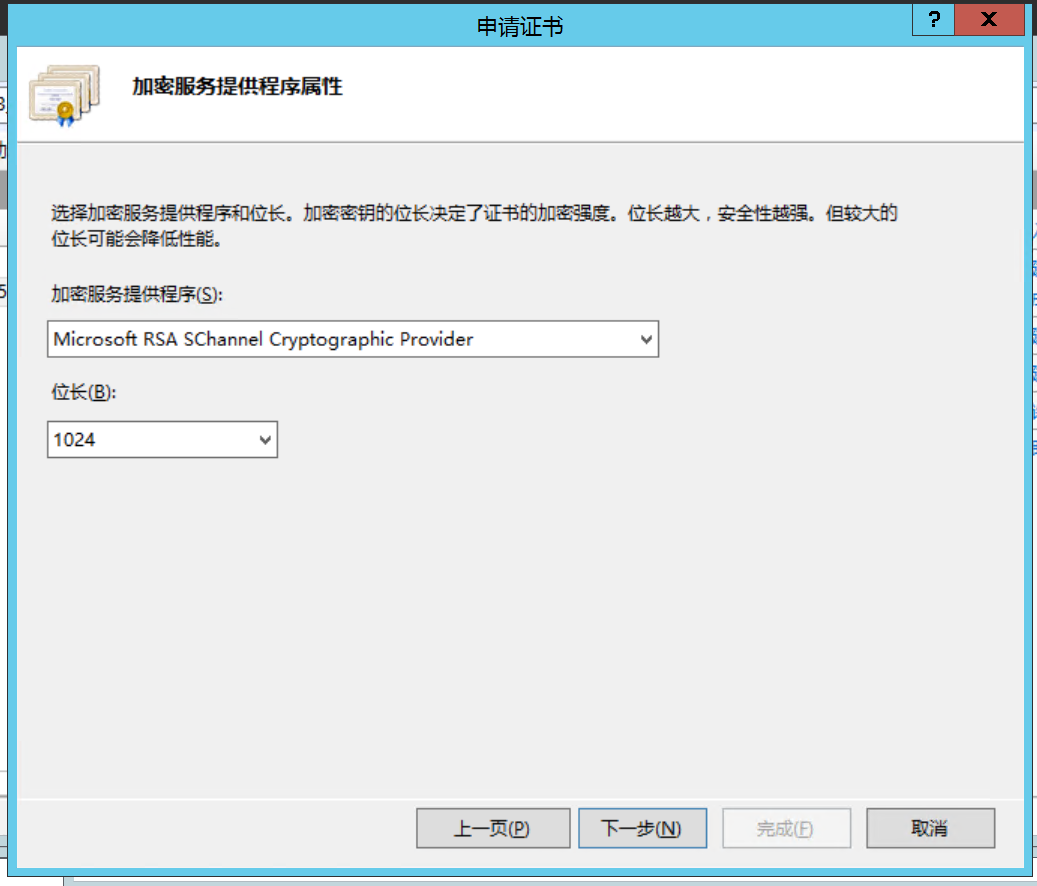 申请证书
?
加密服务提供程序属性
选择加密服务提供程序和位长。加密密钥的位长决定了证书的加密强度。位长越大，安全性越强。但较大的
位长可能会降低性能。
加密服务提供程序(S):
Microsoft RSA SChannel Cryptographic Provider
位长(B):
1024
上一页(P)
下一步(N)
完成(F)
取消